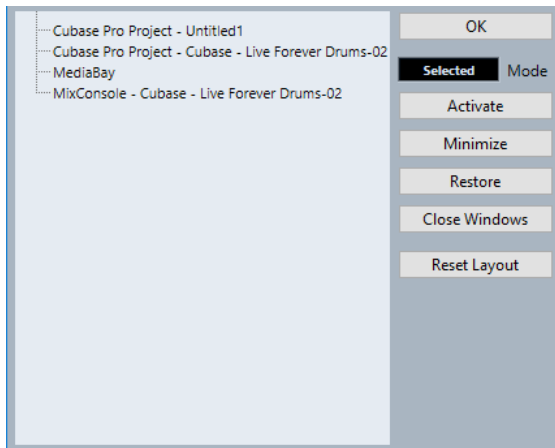 Cubase Pro Project - Untitled1
Cubase Pro Project - Cubase - Live Forever Drums-02
MediaBay
MixConsole - Cubase - Live Forever Drums-02
OK
Selected Mode
Activate
Minimize
Restore
Close Windows
Reset Layout